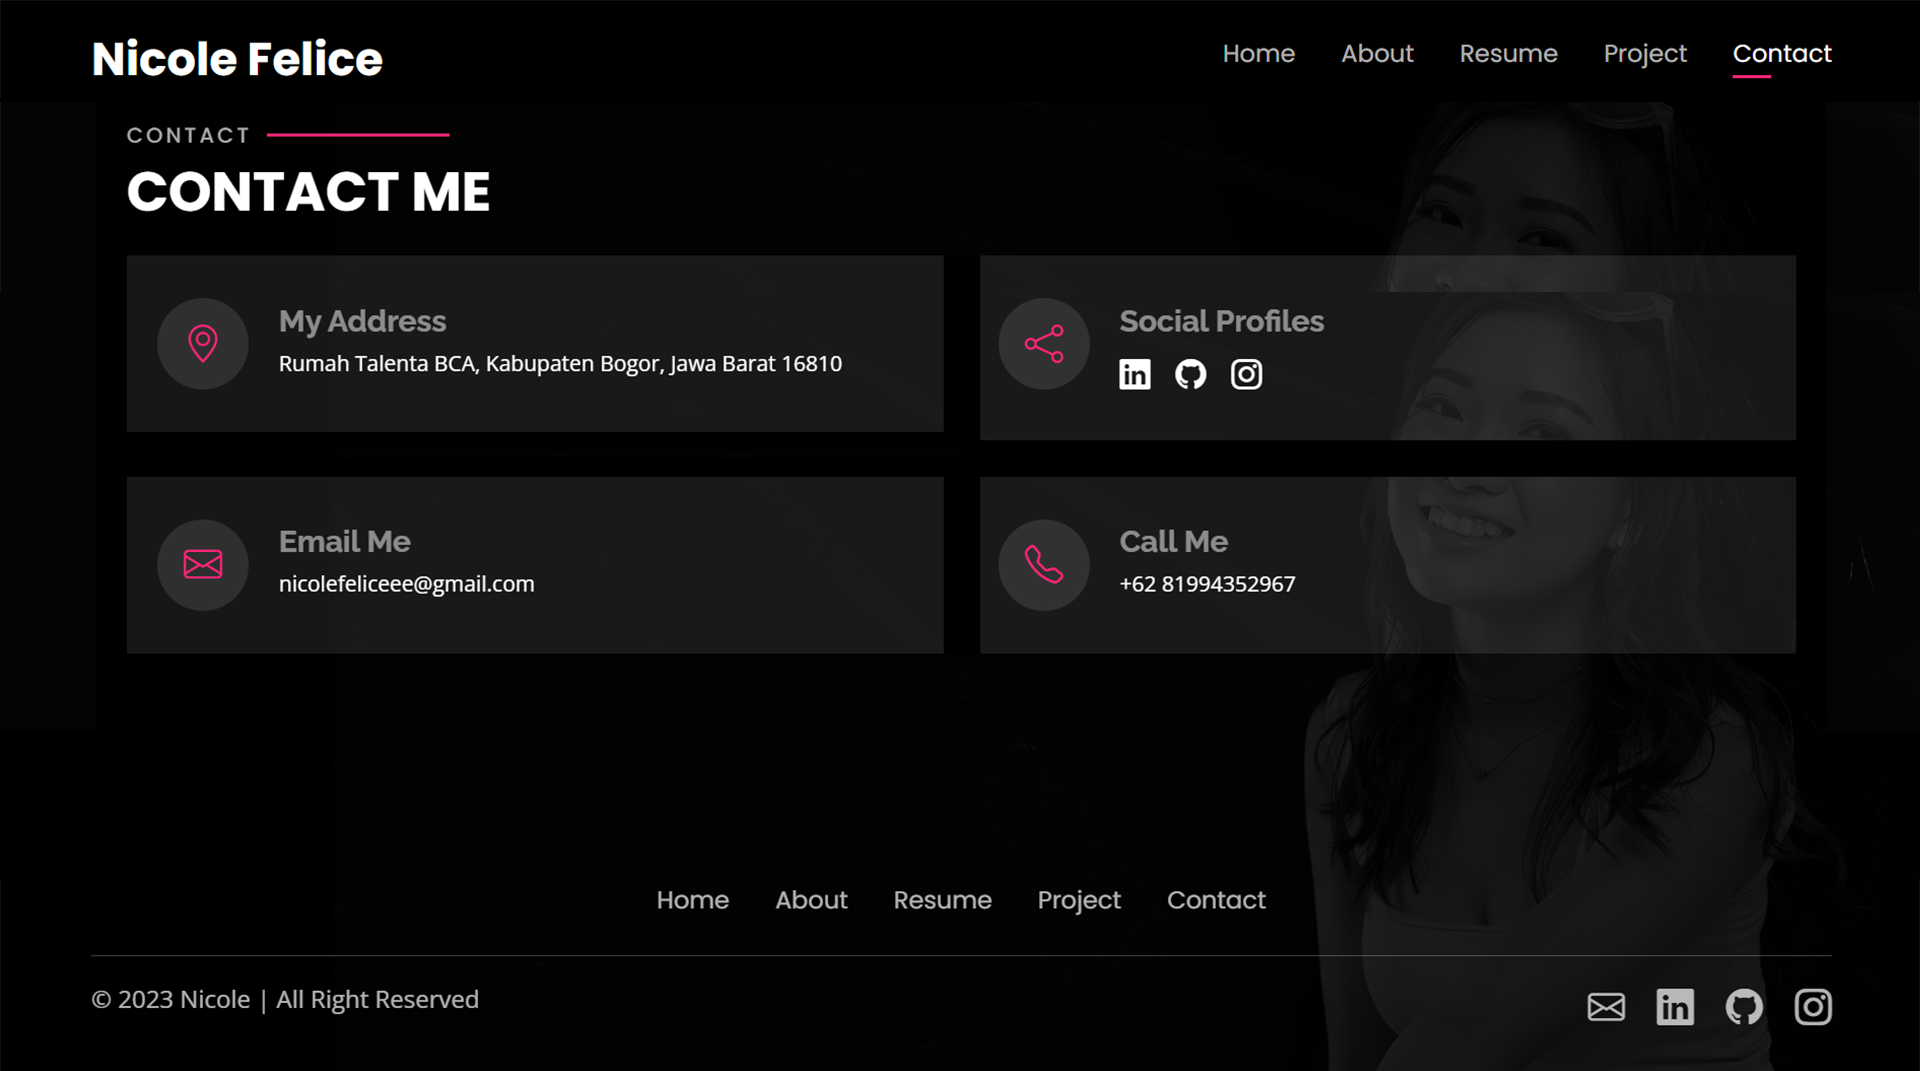 Nicole Felice
Home About Resume Project Contact
CONTACT
CONTACT ME
My Address
Rumah Talenta BCA, Kabupaten Bogor, Jawa Barat 16810
Social Profiles
Email Me
nicolefeliceee@gmail.com
Call Me
+62 81994352967
Home About Resume Project Contact
© 2023 Nicole | All Right Reserved